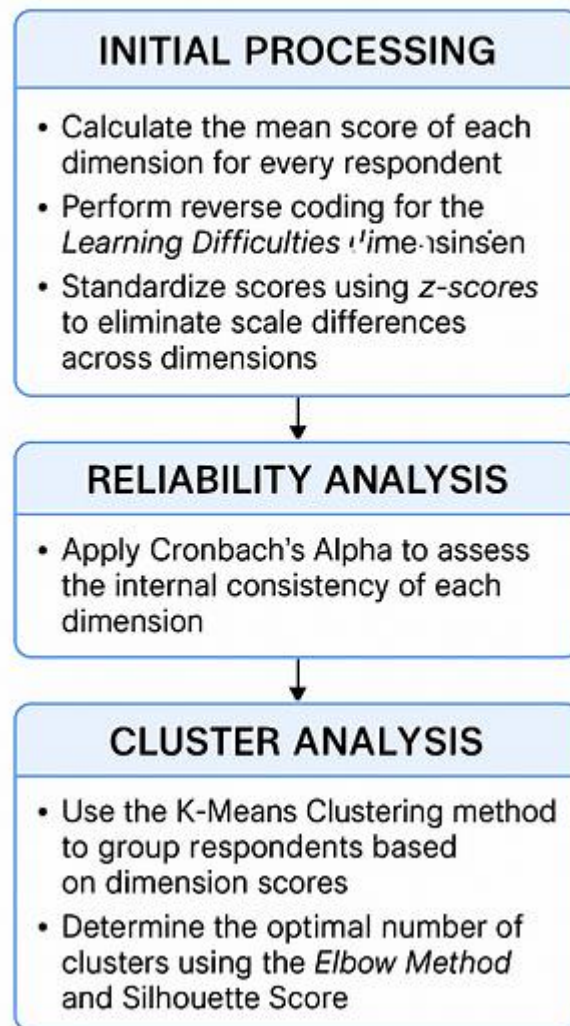 INITIAL PROCESSING
• Calculate the mean score of each
dimension for every respondent
• Perform reverse coding for the
Learning Difficulties
• Standardize scores using z-scores
to eliminate scale differences
across dimensions
RELIABILITY ANALYSIS
• Apply Cronbach's Alpha to assess
the internal consistency of each
dimension
CLUSTER ANALYSIS
• Use the K-Means Clustering method
to group respondents based
on dimension scores
• Determine the optimal number of
clusters using the Elbow Method
and Silhouette Score